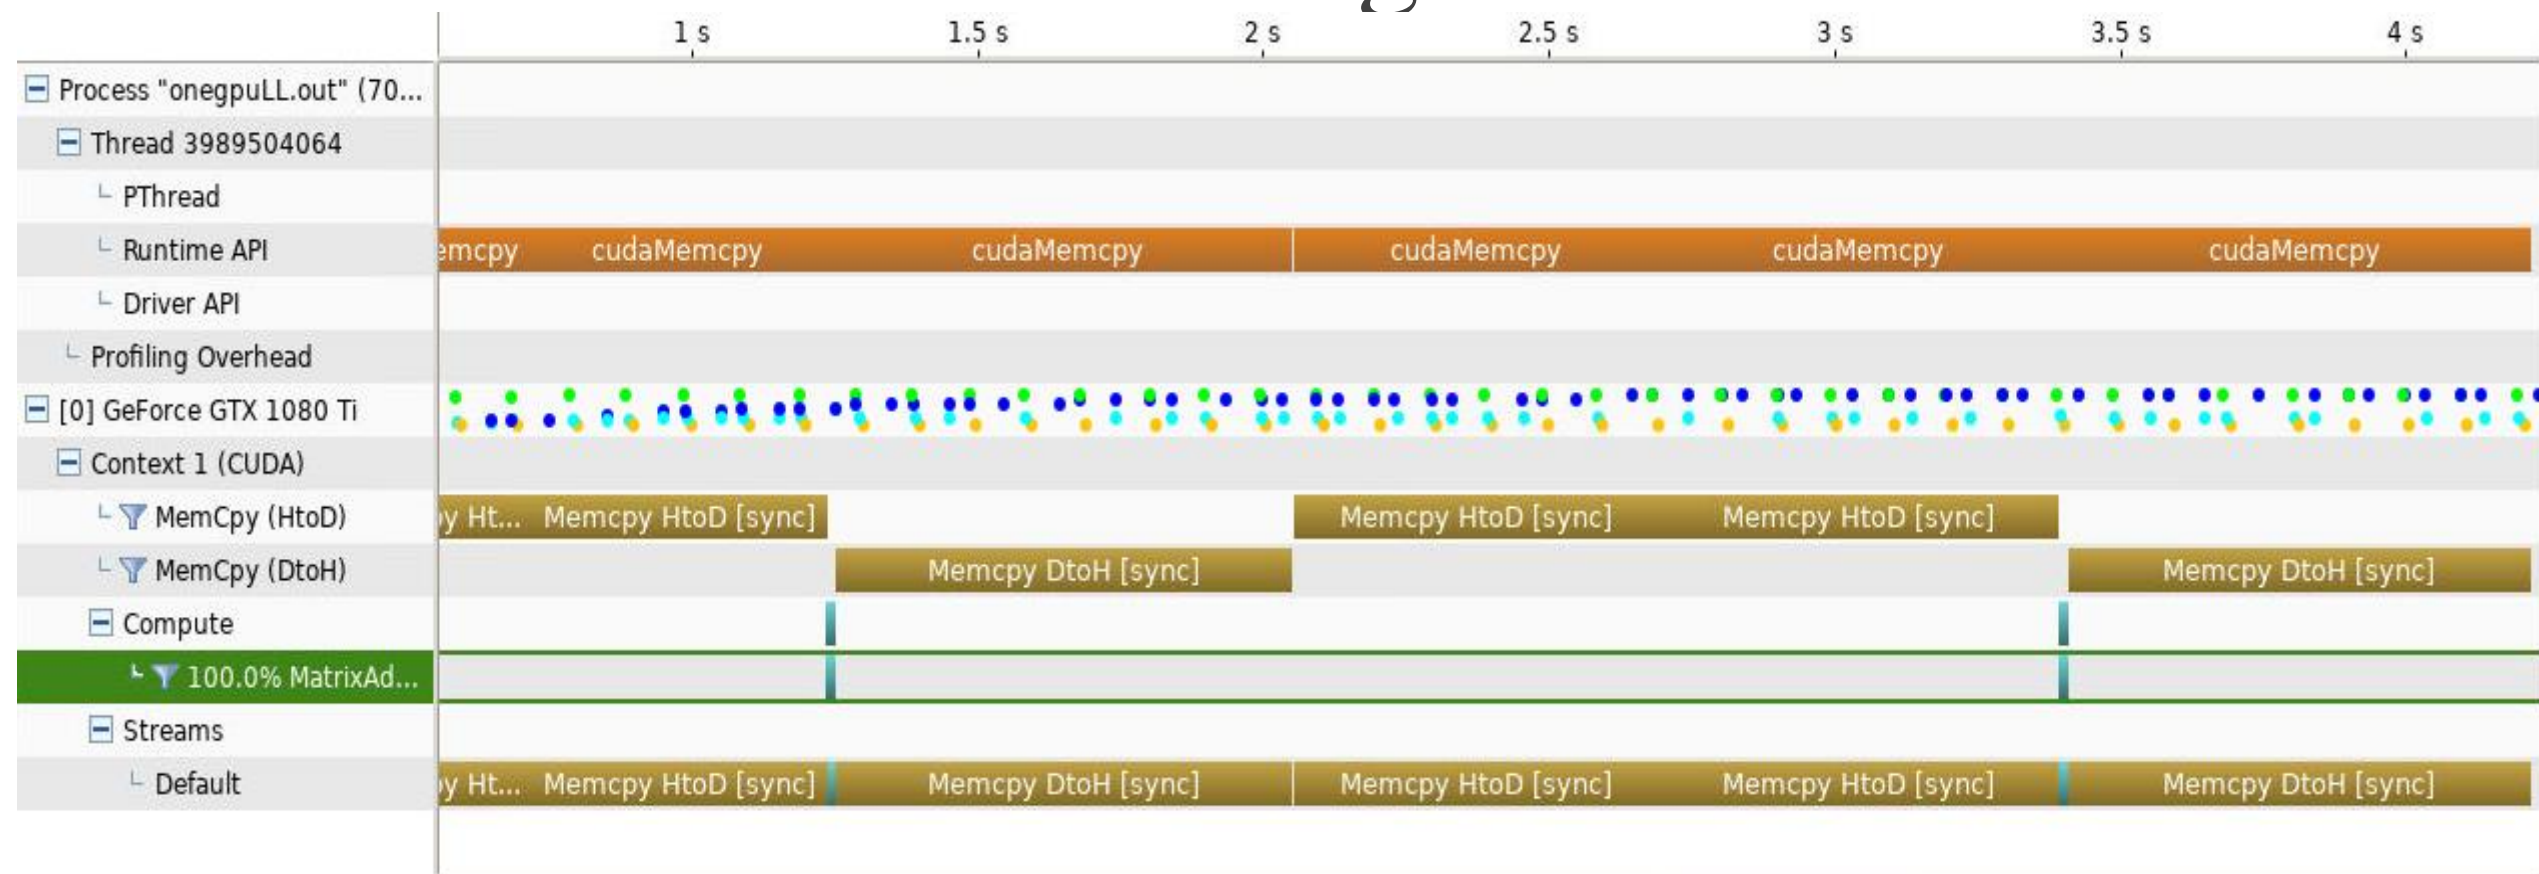 1 s 1.5 s 2 s 2.5 s 3 s 3.5 s 4 s
Process "onegpuLL.out" (70...
Thread 3989504064
PThread
Runtime API emcpy cudaMemcpy cudaMemcpy cudaMemcpy cudaMemcpy cudaMemcpy
Driver API
Profiling Overhead
[0] GeForce GTX 1080 Ti
Context 1 (CUDA)
MemCpy (HtoD) y Ht... Memcpy HtoD [sync] Memcpy HtoD [sync] Memcpy HtoD [sync]
MemCpy (DtoH) Memcpy DtoH [sync] Memcpy DtoH [sync]
Compute
100.0% MatrixAd...
Streams
Default y Ht... Memcpy HtoD [sync] Memcpy DtoH [sync] Memcpy HtoD [sync] Memcpy HtoD [sync] Memcpy DtoH [sync]